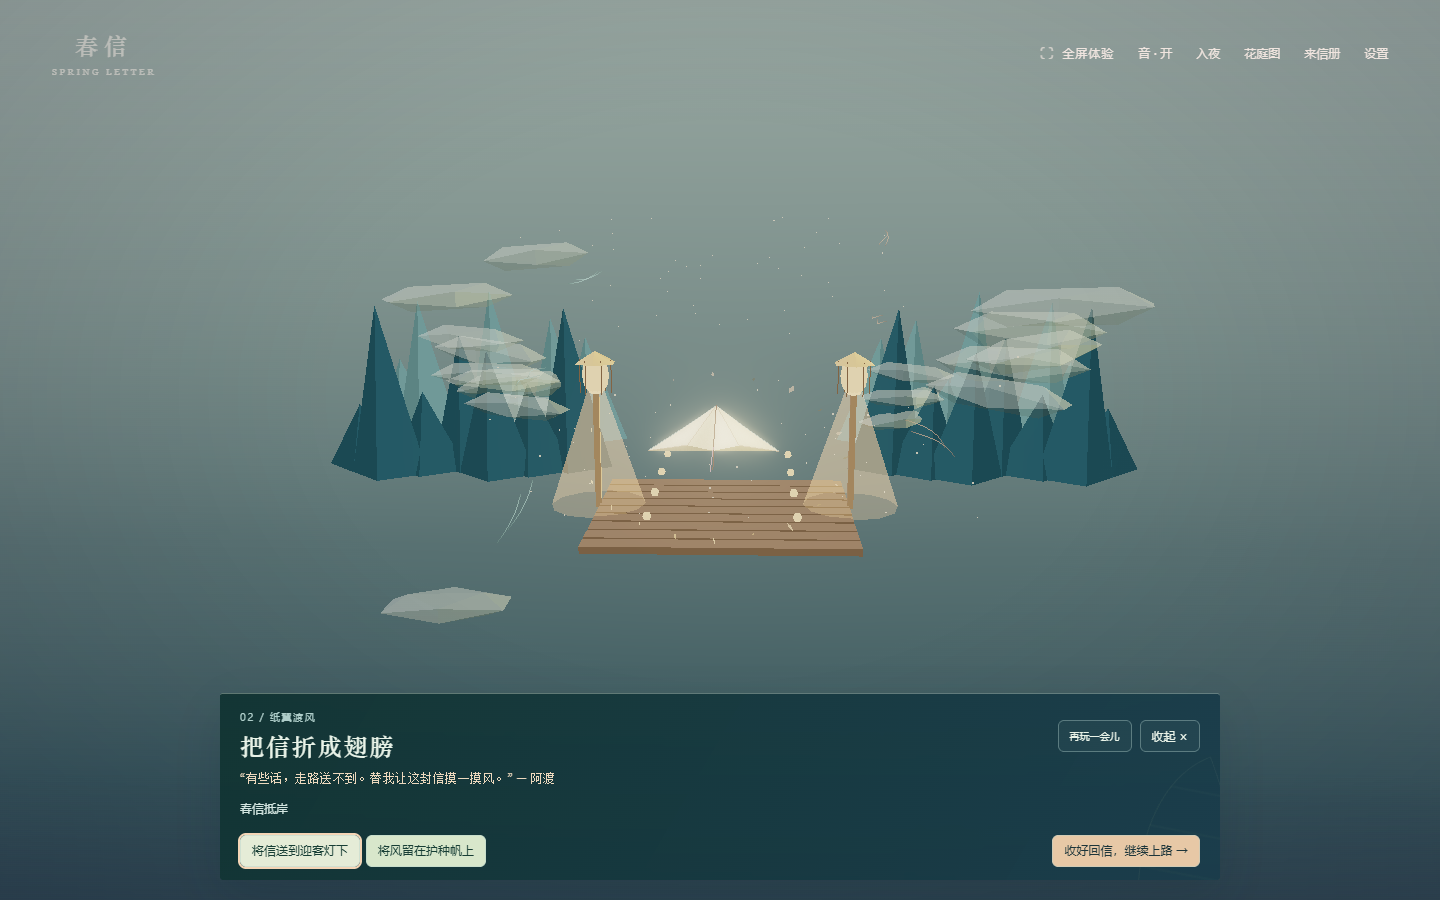 春信
SPRING LETTER
全屏体验 音·开 入夜 花庭图 来信册 设置
02 / 纸翼渡风
把信折成翅膀
“有些话，走路送不到。替我让这封信摸一摸风。” — 阿渡
春信抵岸
再玩一会儿 收起 ×
将信送到迎客灯下 将风留在护种帆上 收好回信，继续上路 →